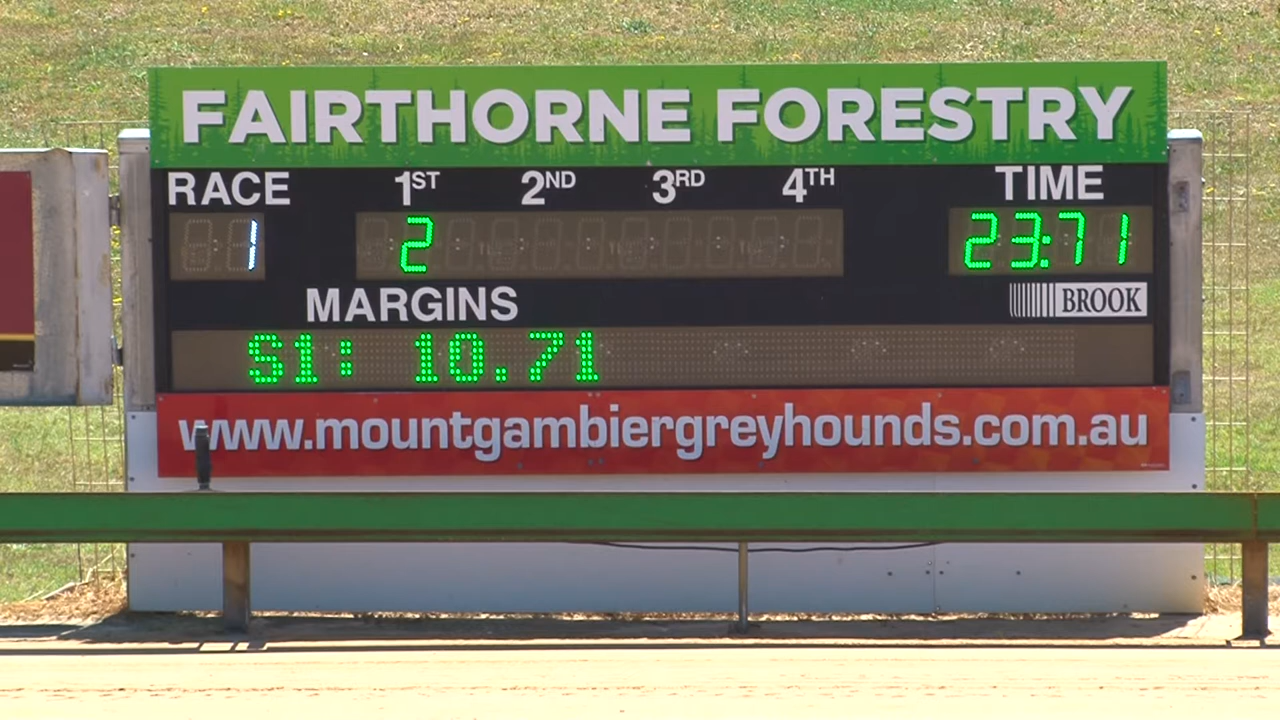 FAIRTHORNE FORESTRY
RACE 1ST 2ND 3RD 4TH TIME
1 2 23:71
MARGINS BROOK
S1: 10.71
www.mountgambiergreyhounds.com.au